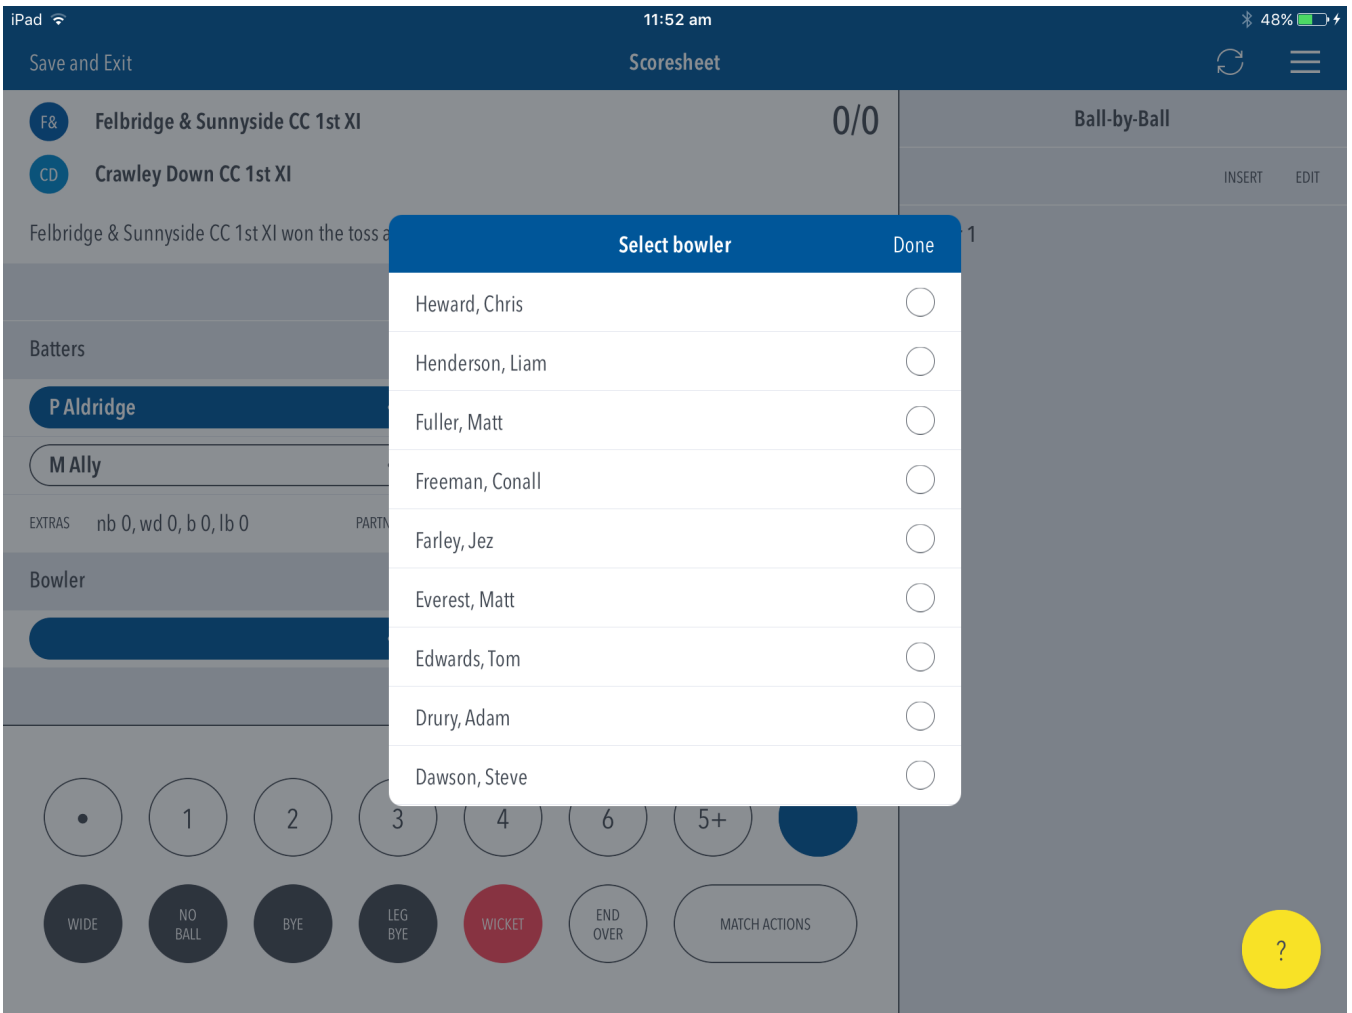 iPad 11:52 am 48%
Save and Exit Scoresheet
F& Felbridge & Sunnyside CC 1st XI 0/0
CD Crawley Down CC 1st XI
Felbridge & Sunnyside CC 1st XI won the toss
Batters
P Aldridge
M Ally
EXTRAS nb 0, wd 0, b 0, lb 0
Bowler
Select bowler Done
Heward, Chris
Henderson, Liam
Fuller, Matt
Freeman, Conall
Farley, Jez
Everest, Matt
Edwards, Tom
Drury, Adam
Dawson, Steve
• 1 2 3 4 6 5+
WIDE NO BALL BYE LEG BYE WICKET END OVER MATCH ACTIONS
Ball-by-Ball
INSERT EDIT
1
?